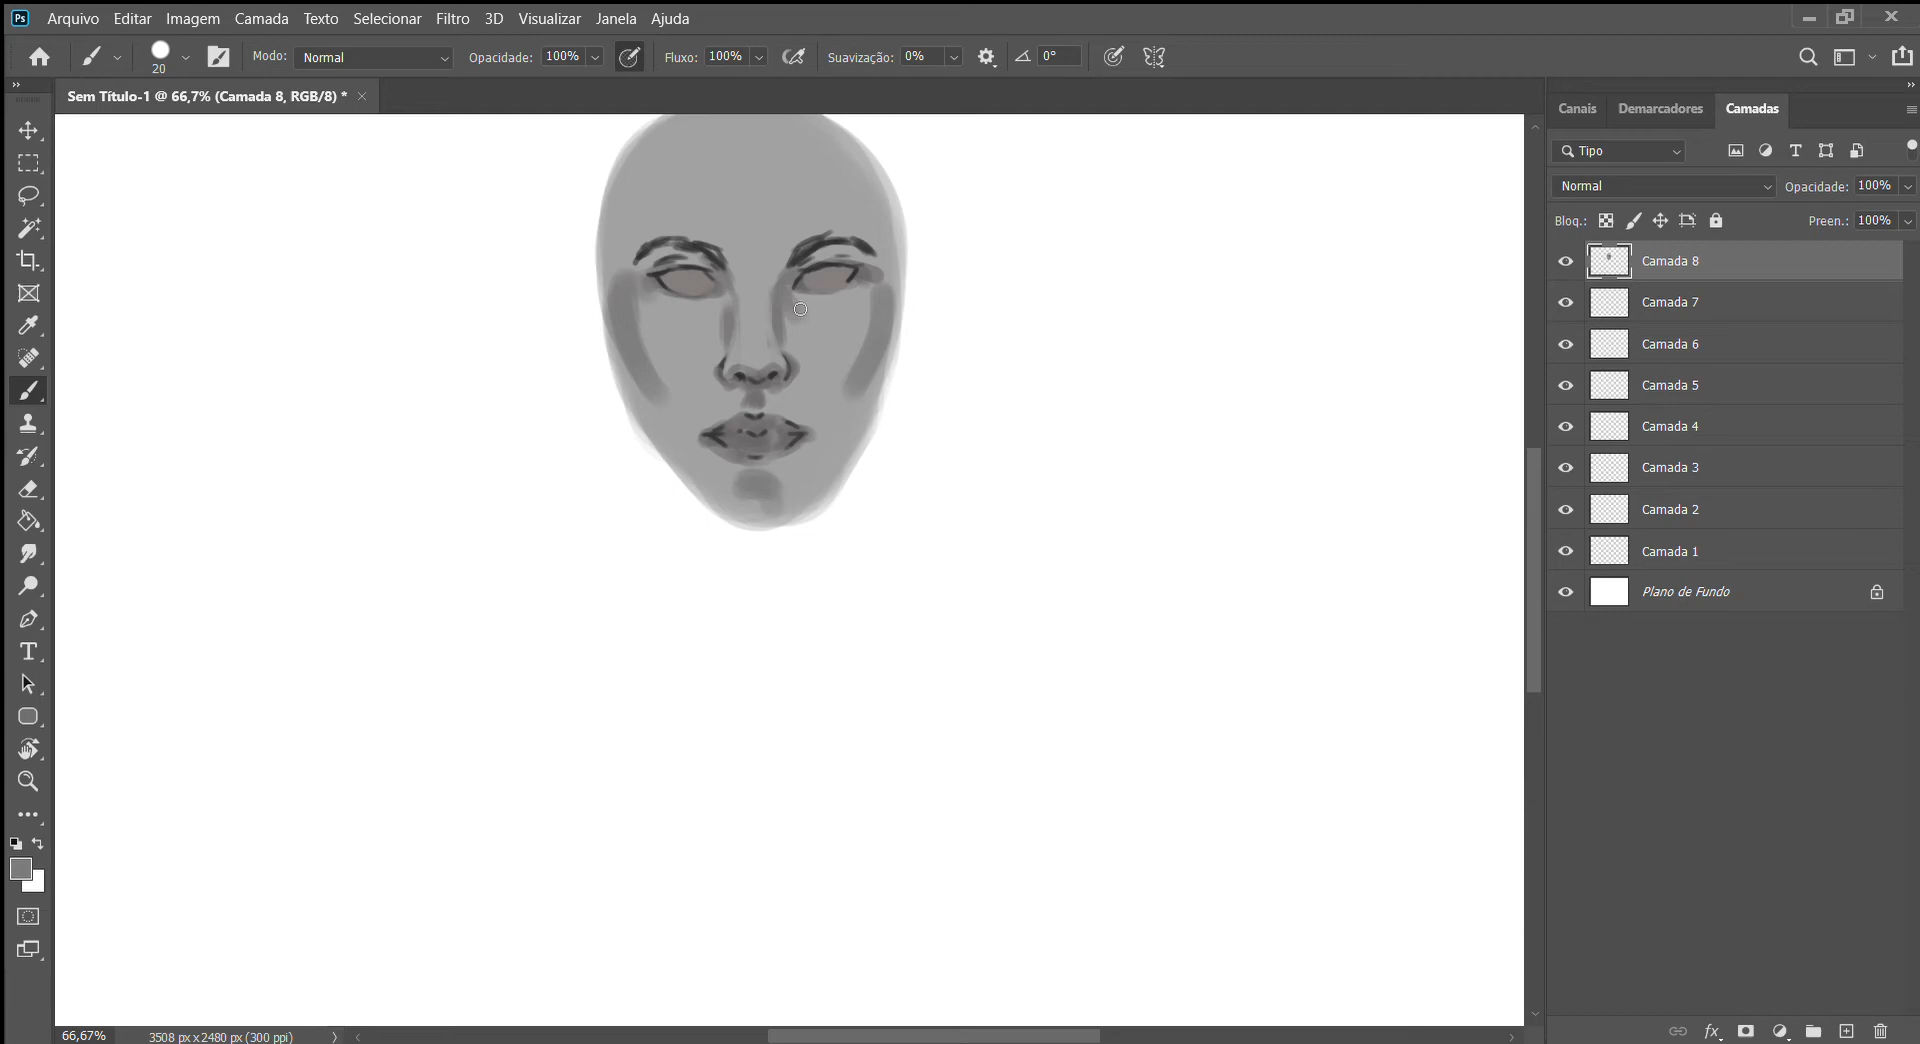 Ps Arquivo Editar Imagem Camada Texto Selecionar Filtro 3D Visualizar Janela Ajuda
20 Modo: Normal Opacidade: 100% Fluxo: 100% Suavização: 0% 0°
Sem Título-1 @ 66,7% (Camada 8, RGB/8) *
Canais Demarcadores Camadas
Tipo
Normal Opacidade: 100%
Bloq.: Preen.: 100%
Camada 8
Camada 7
Camada 6
Camada 5
Camada 4
Camada 3
Camada 2
Camada 1
Plano de Fundo
66,67% 3508 px x 2480 px (300 ppi)
fx